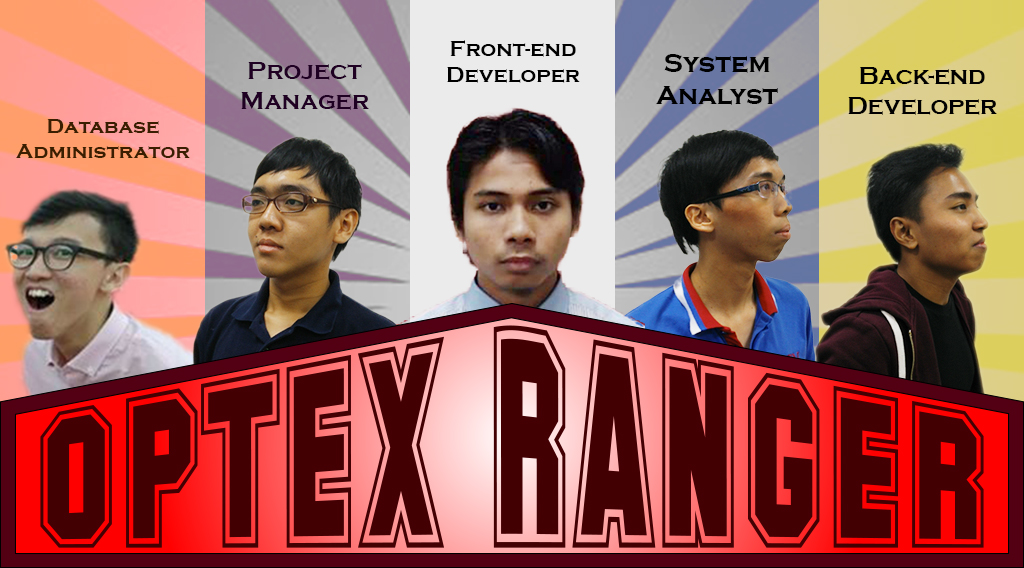 Database
Administrator
Project
Manager
Front-end
Developer
System
Analyst
Back-end
Developer
OPTEX RANGER